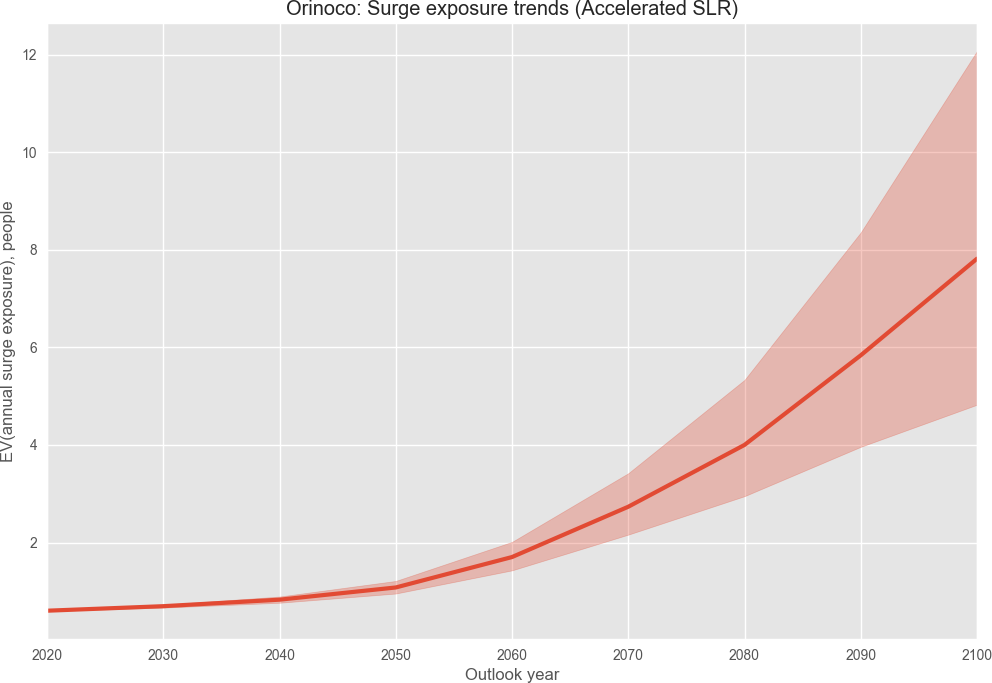 Orinoco: Surge exposure trends (Accelerated SLR)
EV(annual surge exposure), people
12
10
8
6
4
2
2020 2030 2040 2050 2060 2070 2080 2090 2100
Outlook year